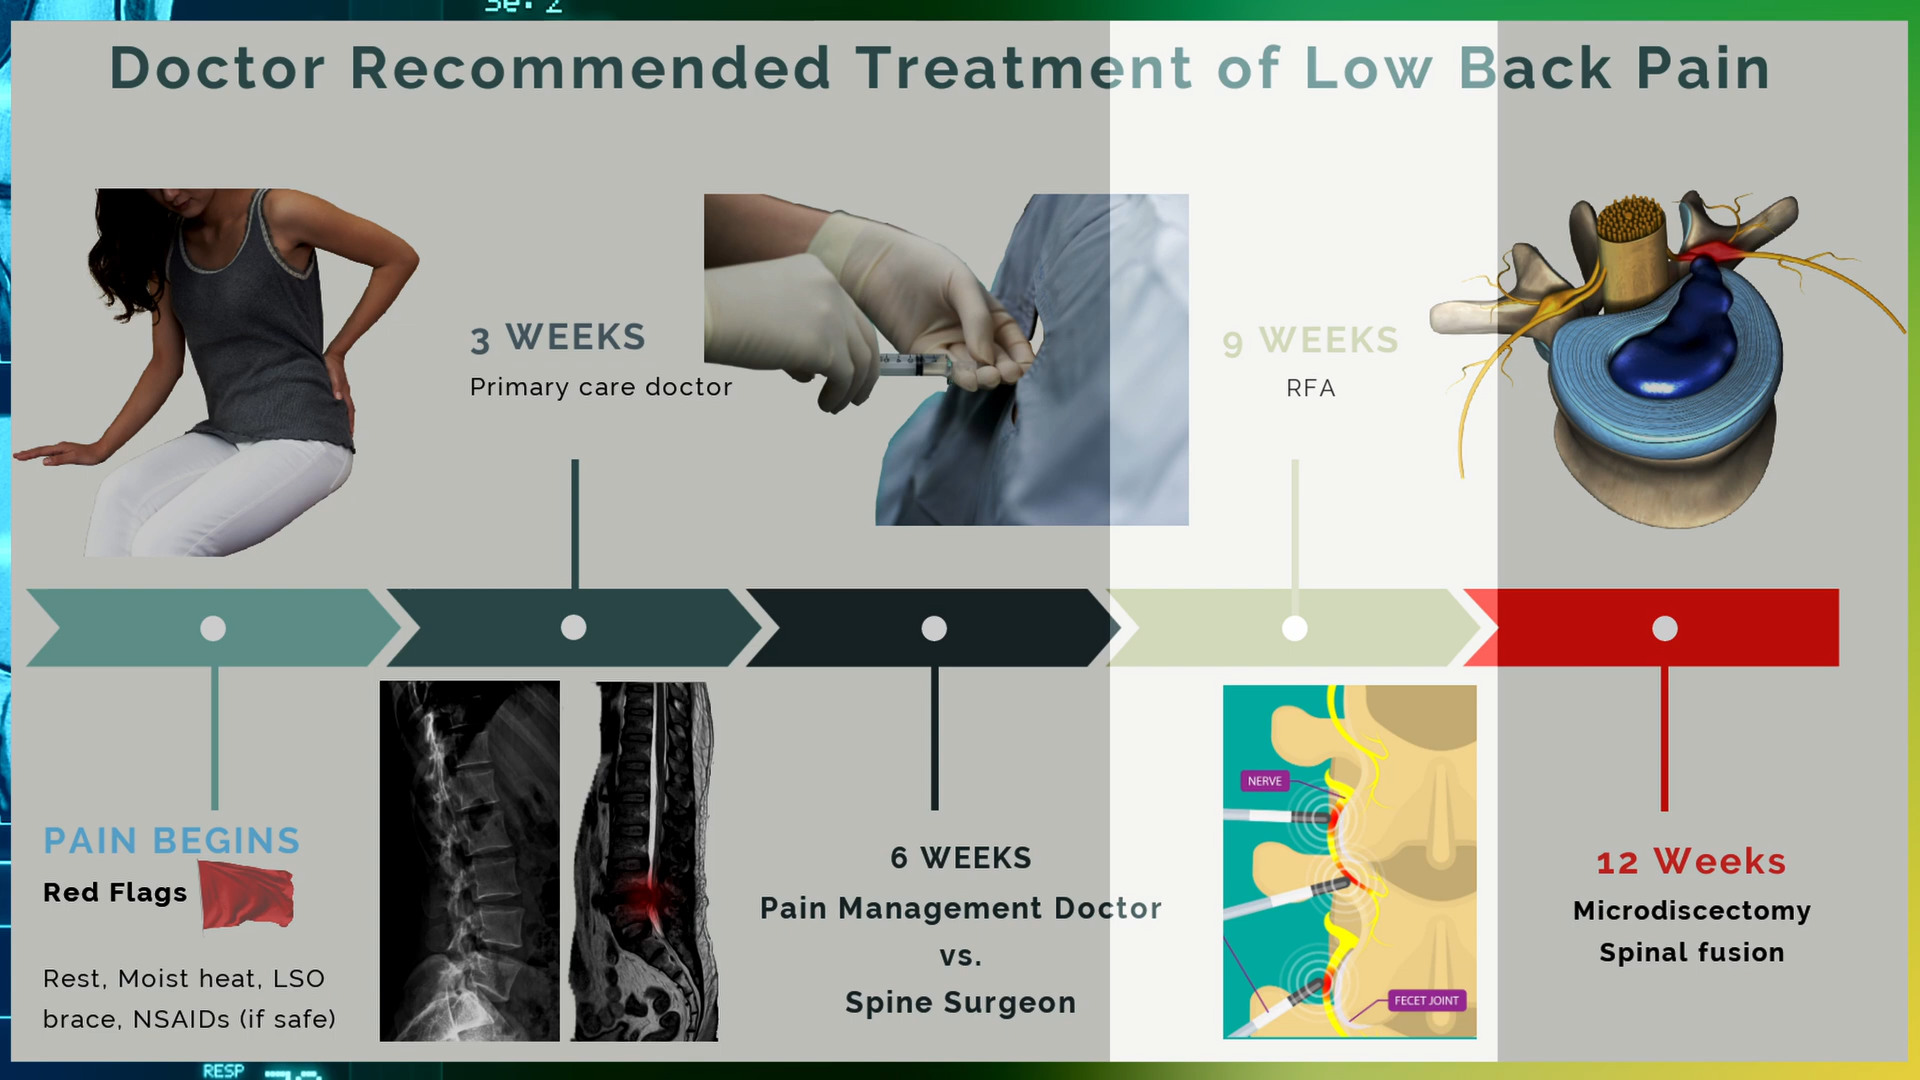 Se: 2
Doctor Recommended Treatment of Low Back Pain
3 WEEKS
Primary care doctor
9 WEEKS
RFA
PAIN BEGINS
Red Flags
Rest, Moist heat, LSO
brace, NSAIDs (if safe)
6 WEEKS
Pain Management Doctor
vs.
Spine Surgeon
NERVE
FECET JOINT
12 Weeks
Microdiscectomy
Spinal fusion
RESP